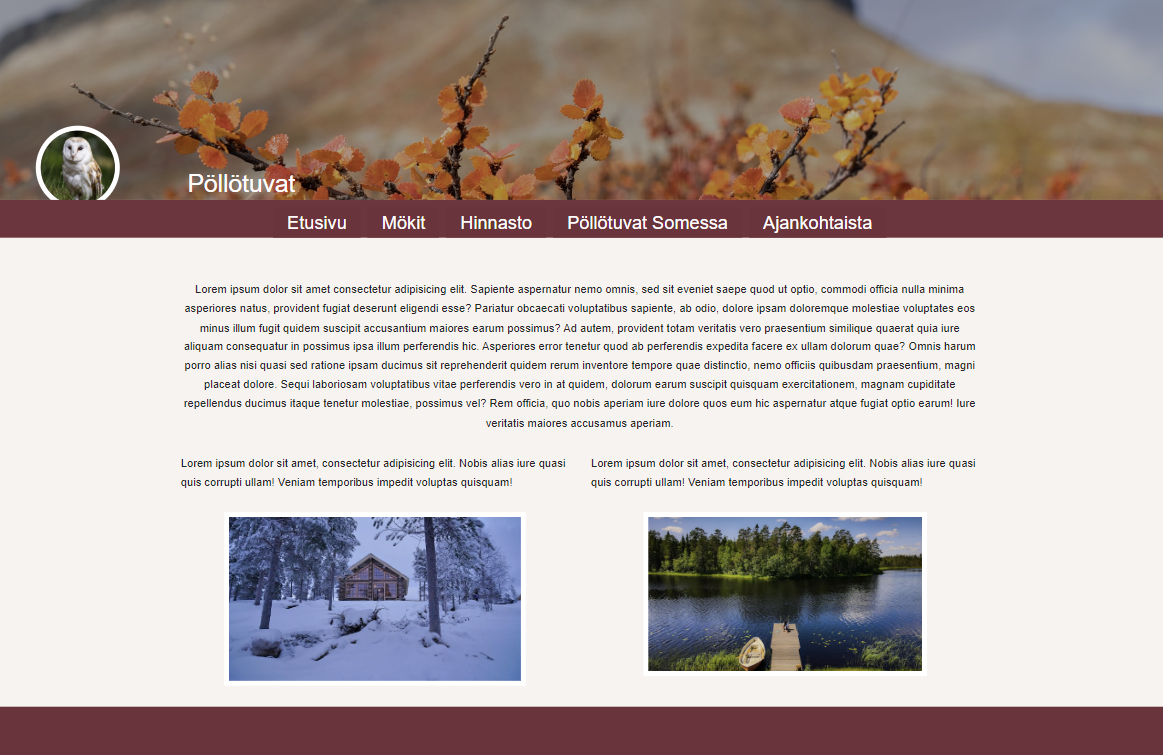 Pöllötuvat
Etusivu Mökit Hinnasto Pöllötuvat Somessa Ajankohtaista
Lorem ipsum dolor sit amet consectetur adipisicing elit. Sapiente aspernatur nemo omnis, sed sit eveniet saepe quod ut optio, commodi officia nulla minima
asperiores natus, provident fugiat deserunt eligendi esse? Pariatur obcaecati voluptatibus sapiente, ab odio, dolore ipsam doloremque molestiae voluptates eos
minus illum fugit quidem suscipit accusantium maiores earum possimus? Ad autem, provident totam veritatis vero praesentium similique quaerat quia iure
aliquam consequatur in possimus ipsa illum perferendis hic. Asperiores error tenetur quod ab perferendis expedita facere ex ullam dolorum quae? Omnis harum
porro alias nisi quasi sed ratione ipsam ducimus sit reprehenderit quidem rerum inventore tempore quae distinctio, nemo officiis quibusdam praesentium, magni
placeat dolore. Sequi laboriosam voluptatibus vitae perferendis vero in at quidem, dolorum earum suscipit quisquam exercitationem, magnam cupiditate
repellendus ducimus itaque tenetur molestiae, possimus vel? Rem officia, quo nobis aperiam iure dolore quos eum hic aspernatur atque fugiat optio earum! Iure
veritatis maiores accusamus aperiam.
Lorem ipsum dolor sit amet, consectetur adipisicing elit. Nobis alias iure quasi
quis corrupti ullam! Veniam temporibus impedit voluptas quisquam!
Lorem ipsum dolor sit amet, consectetur adipisicing elit. Nobis alias iure quasi
quis corrupti ullam! Veniam temporibus impedit voluptas quisquam!